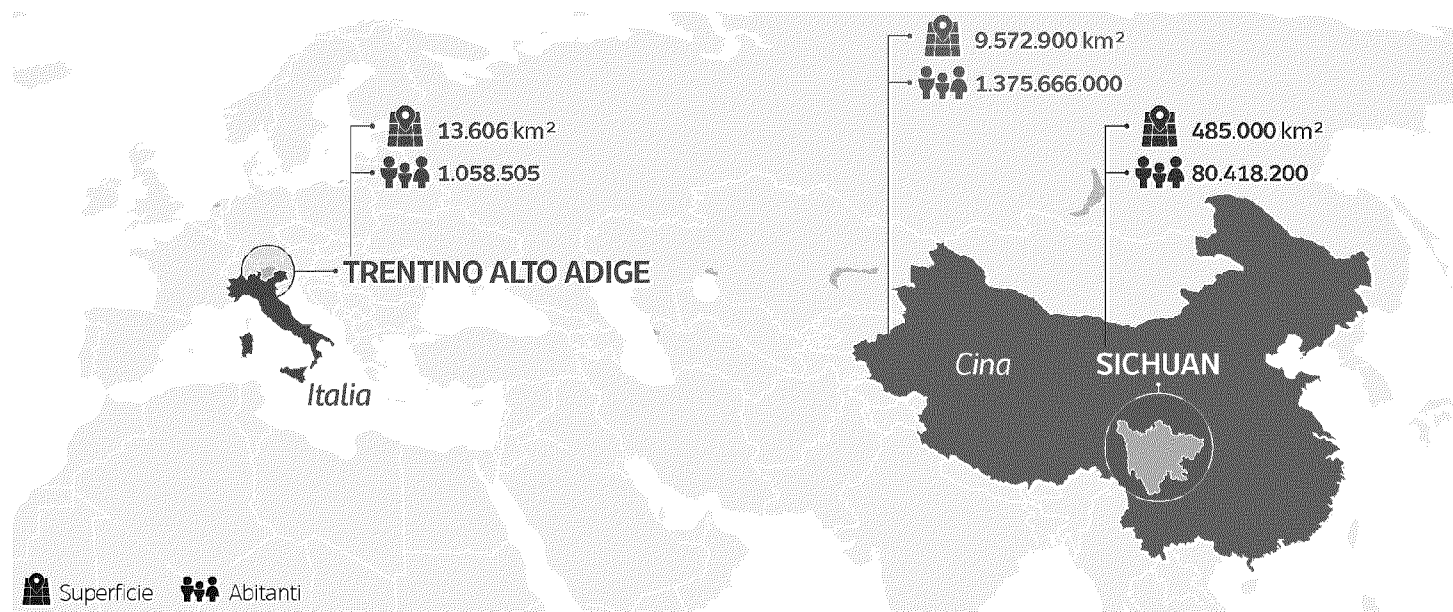 9.572.900 km²
1.375.666.000
13.606 km²
1.058.505
485.000 km²
80.418.200
TRENTINO ALTO ADIGE
Cina
SICHUAN
Italia
Superficie
Abitanti